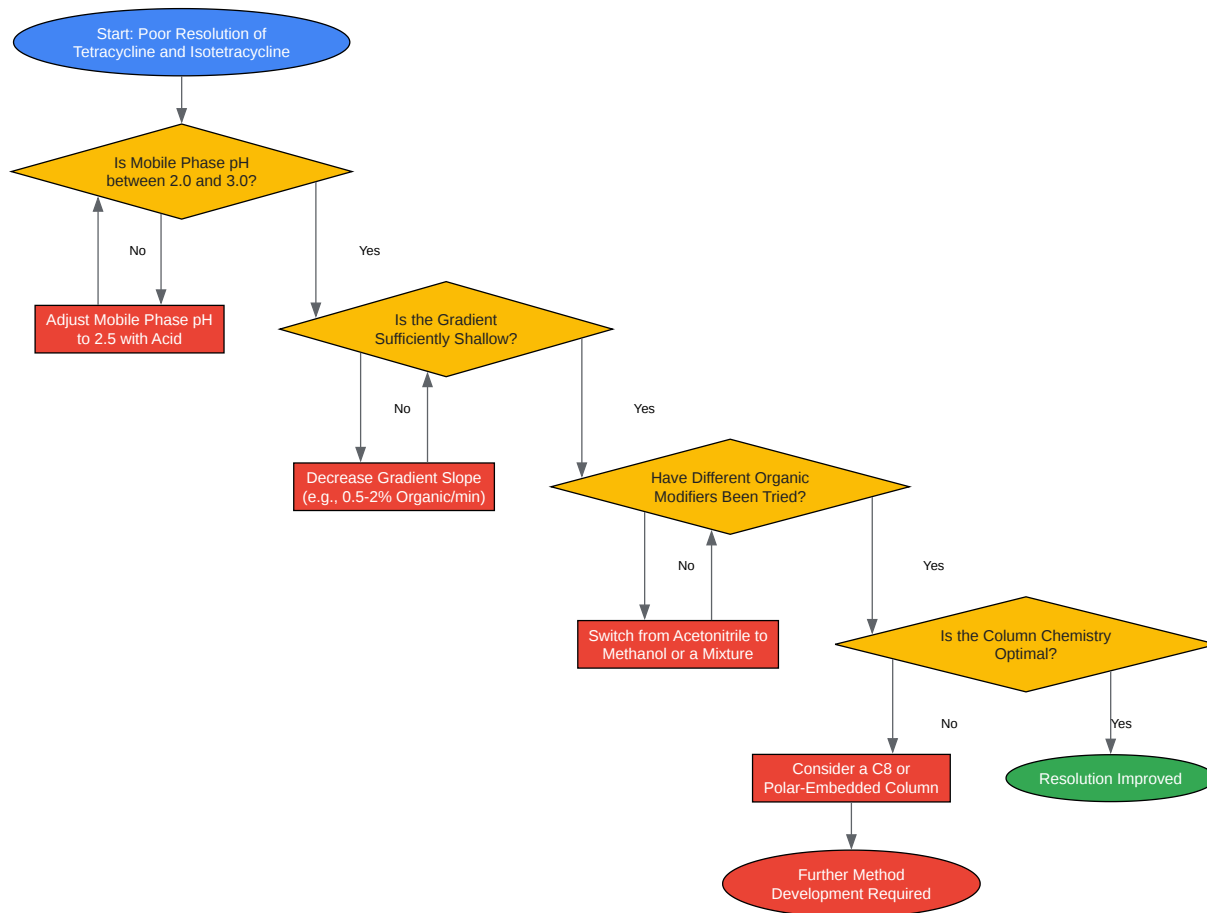 Start: Poor Resolution of
Tetracycline and Isotetracycline
Is Mobile Phase pH
between 2.0 and 3.0?
No
Yes
Adjust Mobile Phase pH
to 2.5 with Acid
Is the Gradient
Sufficiently Shallow?
No
Yes
Decrease Gradient Slope
(e.g., 0.5-2% Organic/min)
Have Different Organic
Modifiers Been Tried?
No
Yes
Switch from Acetonitrile to
Methanol or a Mixture
Is the Column Chemistry
Optimal?
No
Yes
Consider a C8 or
Polar-Embedded Column
Resolution Improved
Further Method
Development Required